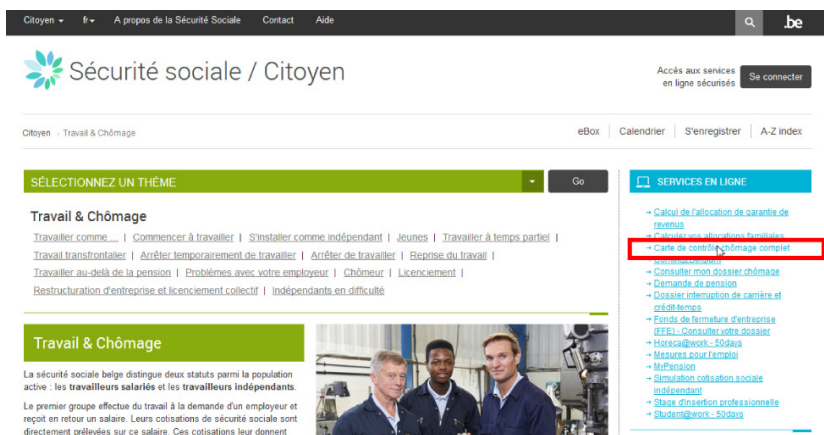 Citoyen fr A propos de la Sécurité Sociale Contact Aide
.be
Sécurité sociale / Citoyen
Accès aux services
en ligne sécurisés
Se connecter
Citoyen Travail & Chômage
eBox Calendrier S'enregistrer A-Z index
SÉLECTIONNEZ UN THÈME
Go
SERVICES EN LIGNE
Travail & Chômage
Travailler comme ... | Commencer à travailler | S'installer comme indépendant | Jeunes | Travailler à temps partiel |
Travail transfrontalier | Arrêter temporairement de travailler | Arrêter de travailler | Reprise du travail |
Travailler au-delà de la pension | Problèmes avec votre employeur | Chômeur | Licenciement |
Restructuration d'entreprise et licenciement collectif | Indépendants en difficulté
→ Calcul de l'allocation de garantie de
revenus
→ Calculez vos allocations familiales
→ Carte de contrôle chômage complet
→ Consulter mon dossier chômage
→ Demande de pension
→ Dossier interruption de carrière et
crédit-temps
→ Fonds de fermeture d'entreprise
(FFE) - Consulter votre dossier
→ Horeca@work - 50days
→ Mesures pour l'emploi
→ MyPension
→ Simulation cotisation sociale
indépendant
→ Stage d'insertion professionnelle
→ Student@work - 50days
Travail & Chômage
La sécurité sociale belge distingue deux statuts parmi la population
active : les travailleurs salariés et les travailleurs indépendants.
Le premier groupe effectue du travail à la demande d'un employeur et
reçoit en retour un salaire. Leurs cotisations de sécurité sociale sont
directement prélevées sur ce salaire. Ces cotisations leur donnent